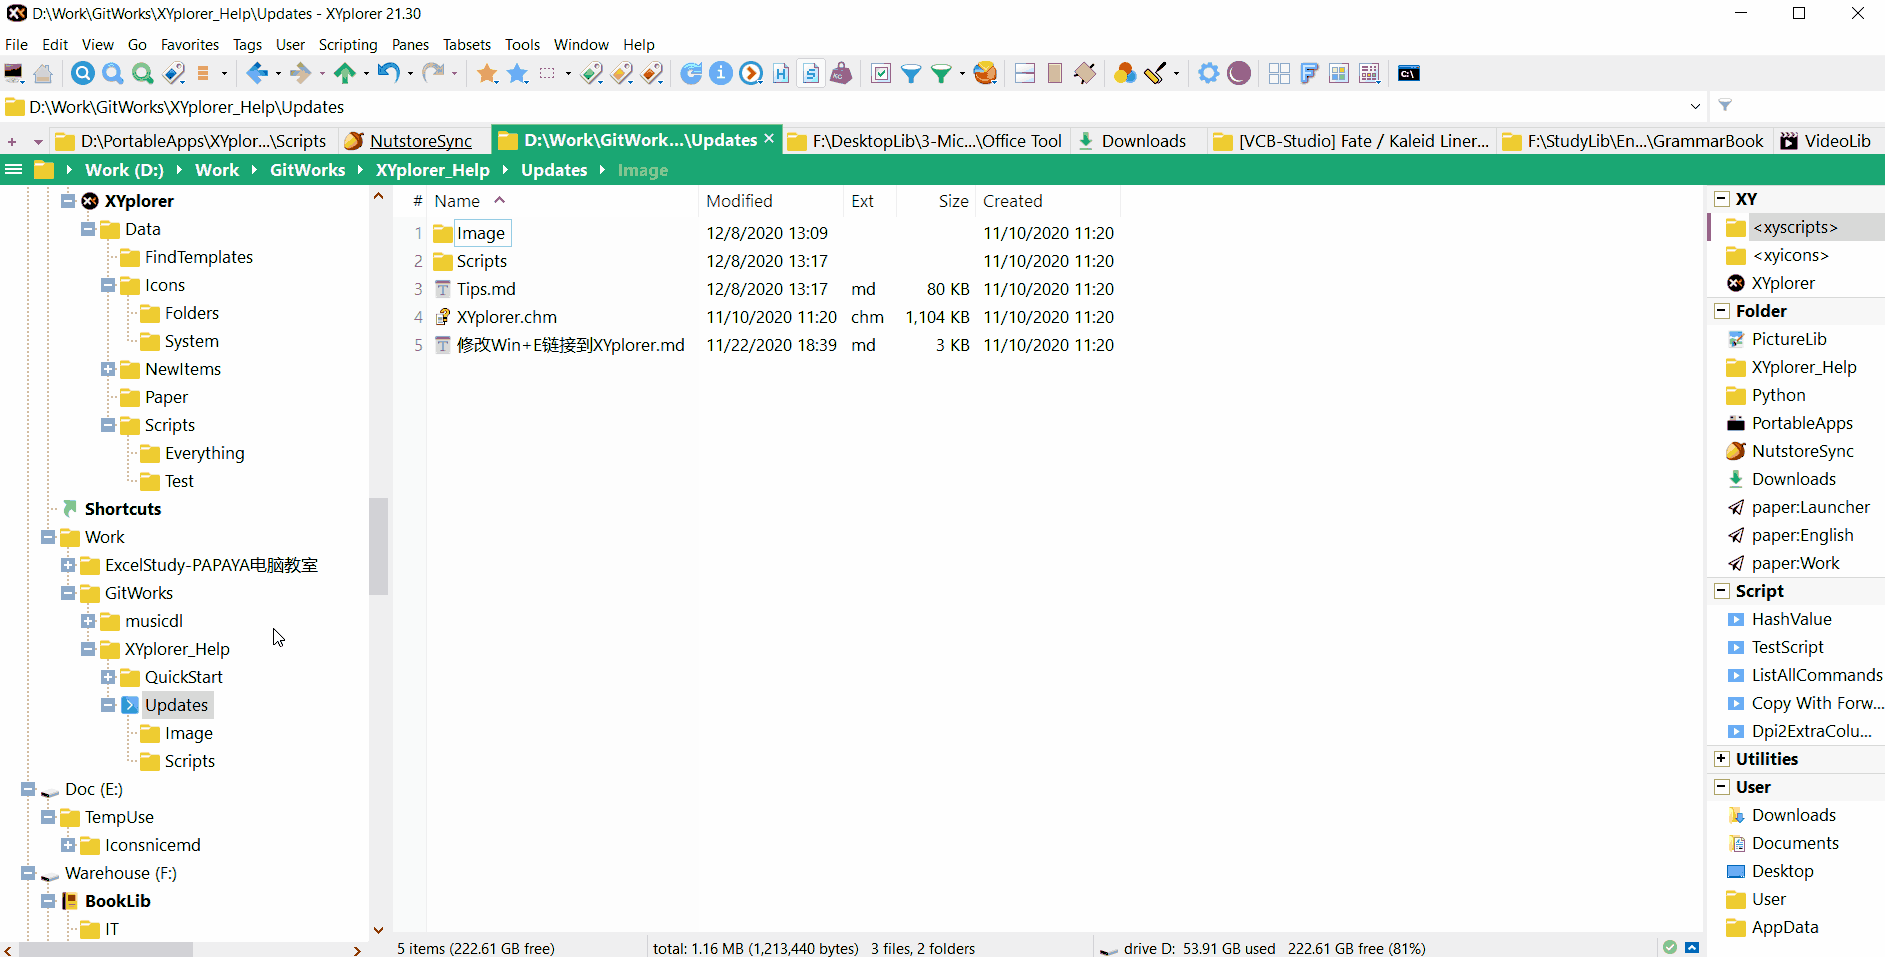 D:\Work\GitWorks\XYplorer_Help\Updates - XYplorer 21.30
File Edit View Go Favorites Tags User Scripting Panes Tabsets Tools Window Help
D:\Work\GitWorks\XYplorer_Help\Updates
D:\PortableApps\XYplor...\Scripts NutstoreSync D:\Work\GitWork...\Updates F:\DesktopLib\3-Mic...\Office Tool Downloads [VCB-Studio] Fate / Kaleid Liner... F:\StudyLib\En...\GrammarBook VideoLib
Work (D:) Work GitWorks XYplorer_Help Updates Image
XYplorer
Data
FindTemplates
Icons
Folders
System
NewItems
Paper
Scripts
Everything
Test
Shortcuts
Work
ExcelStudy-PAPAYA电脑教室
GitWorks
musicdl
XYplorer_Help
QuickStart
Updates
Image
Scripts
Doc (E:)
TempUse
Iconsnicemd
Warehouse (F:)
BookLib
IT
# Name Modified Ext Size Created
1 Image 12/8/2020 13:09 11/10/2020 11:20
2 Scripts 12/8/2020 13:17 11/10/2020 11:20
3 Tips.md 12/8/2020 13:17 md 80 KB 11/10/2020 11:20
4 XYplorer.chm 11/10/2020 11:20 chm 1,104 KB 11/10/2020 11:20
5 修改Win+E链接到XYplorer.md 11/22/2020 18:39 md 3 KB 11/10/2020 11:20
XY
<xyscripts>
<xyicons>
XYplorer
Folder
PictureLib
XYplorer_Help
Python
PortableApps
NutstoreSync
Downloads
paper:Launcher
paper:English
paper:Work
Script
HashValue
TestScript
ListAllCommands
Copy With Forw...
Dpi2ExtraColu...
Utilities
User
Downloads
Documents
Desktop
User
AppData
5 items (222.61 GB free) total: 1.16 MB (1,213,440 bytes) 3 files, 2 folders drive D: 53.91 GB used 222.61 GB free (81%)